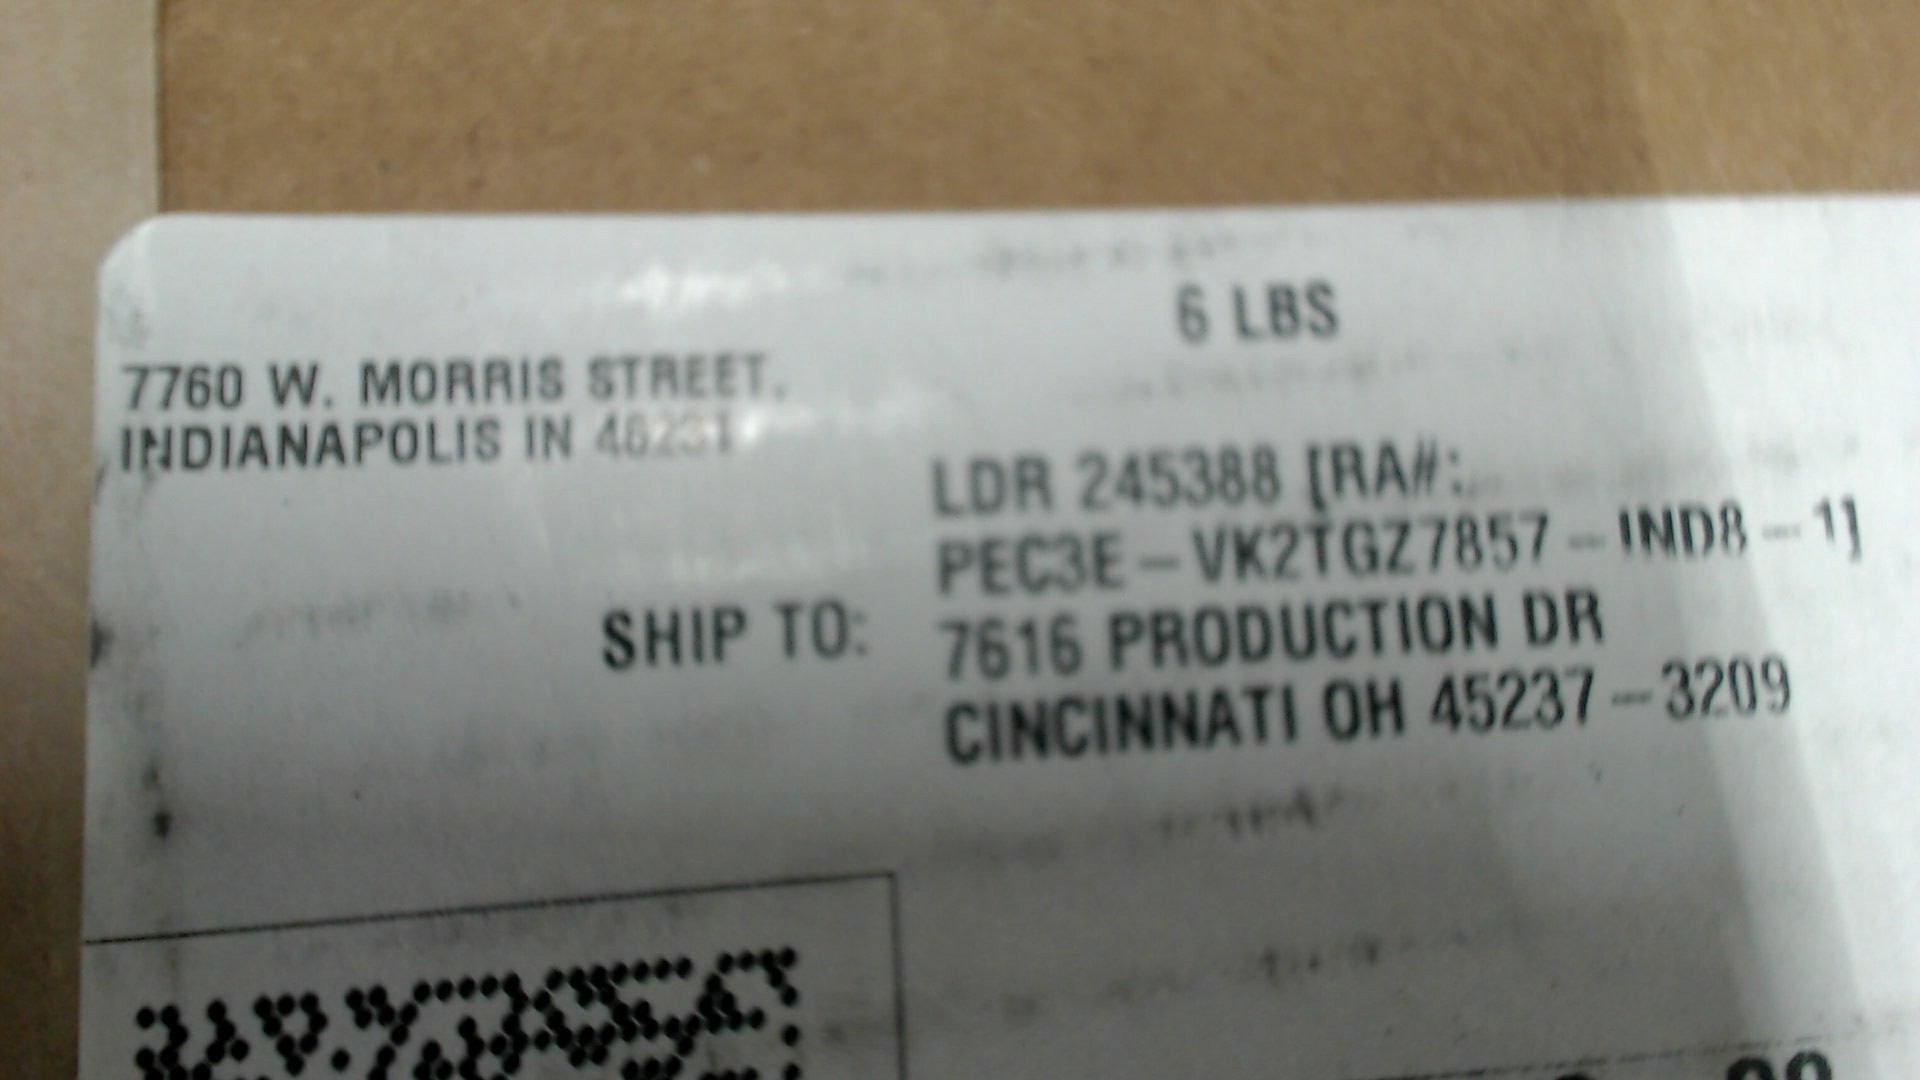 6 LBS
7760 W. MORRIS STREET.
INDIANAPOLIS IN 46231
LDR 245388 [RA#:
PEC3E-VK2TGZ7857-IND8-1]
SHIP TO: 7616 PRODUCTION DR
CINCINNATI OH 45237-3209